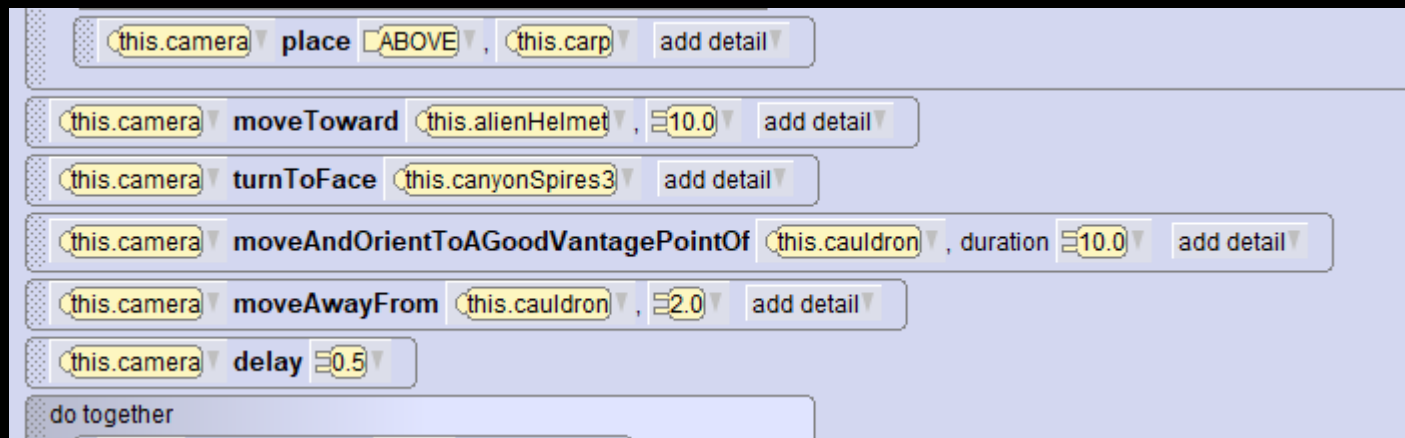 this.camera place ABOVE , this.carp add detail
this.camera moveToward this.alienHelmet , 10.0 add detail
this.camera turnToFace this.canyonSpires3 add detail
this.camera moveAndOrientToAGoodVantagePointOf this.cauldron , duration 10.0 add detail
this.camera moveAwayFrom this.cauldron , 2.0 add detail
this.camera delay 0.5
do together